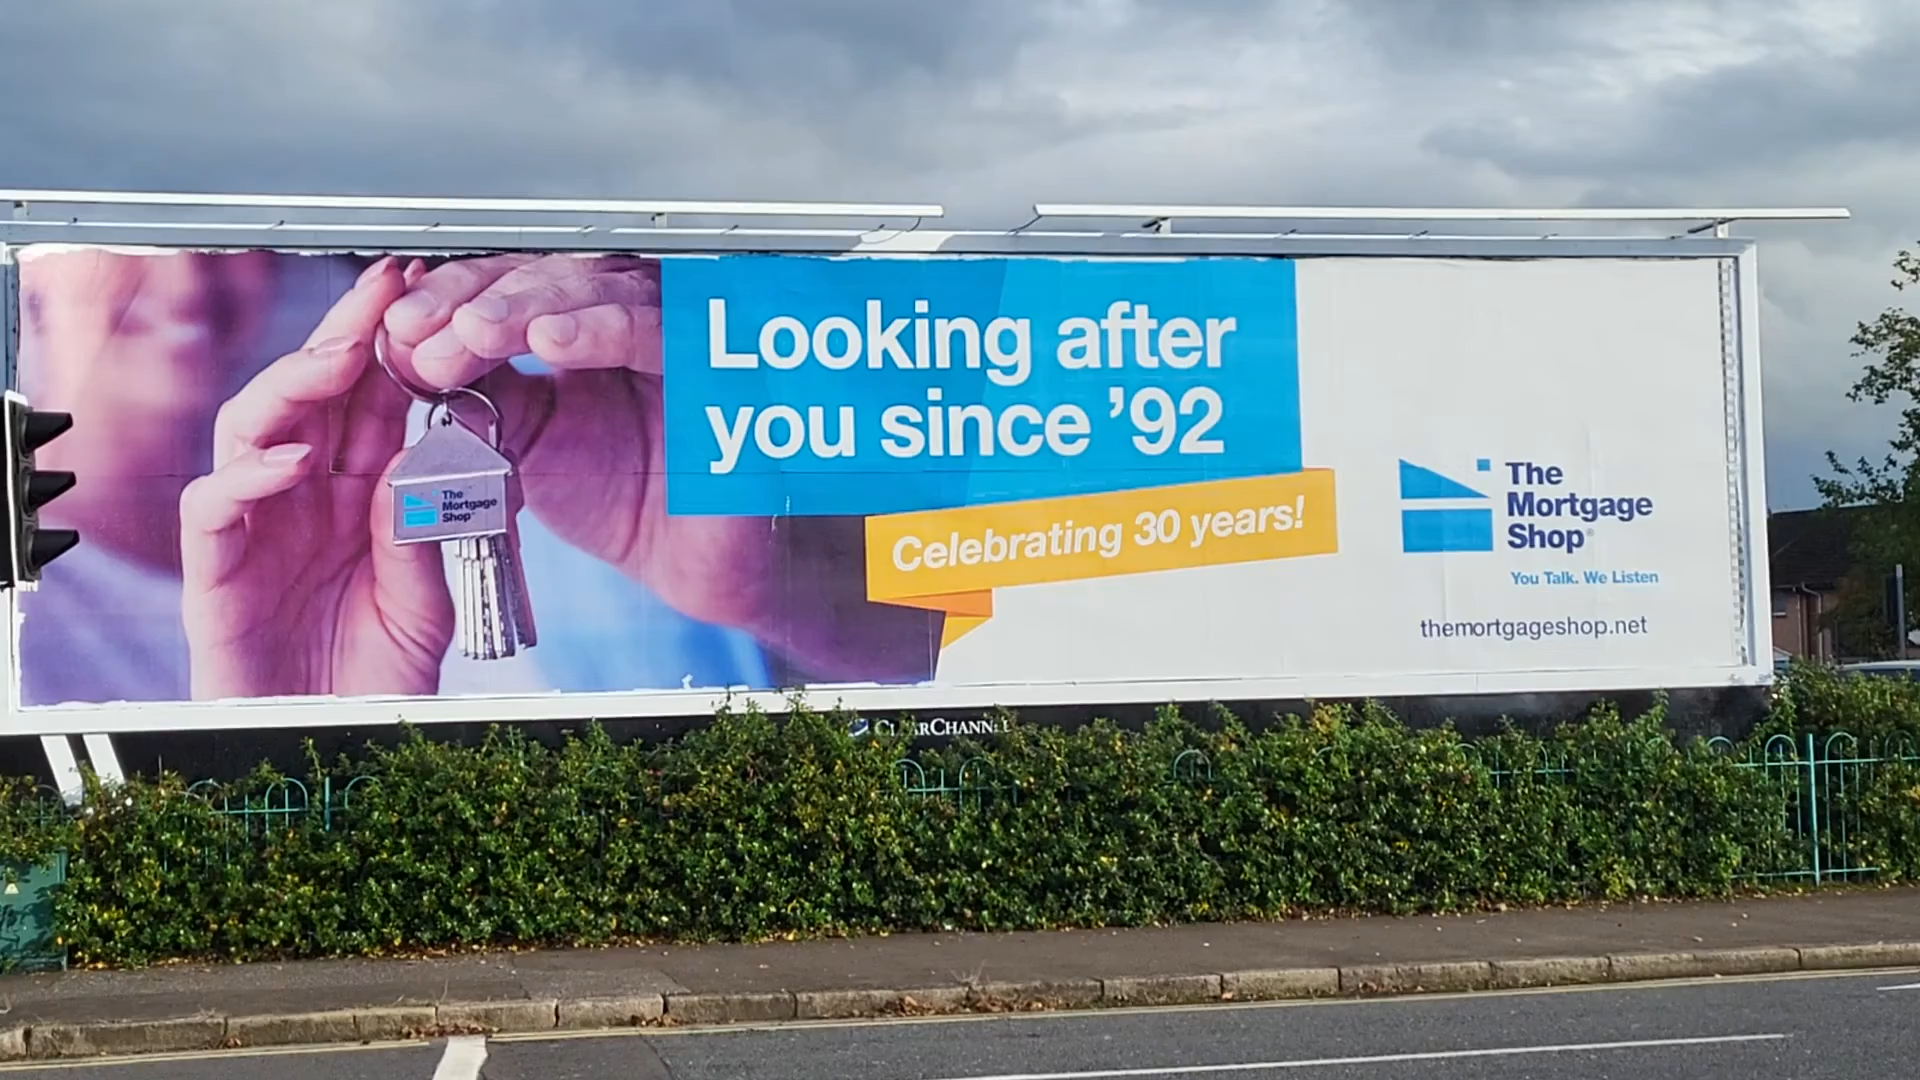 Looking after
you since ’92
Celebrating 30 years!
The
Mortgage
Shop
The
Mortgage
Shop®
You Talk. We Listen
themortgageshop.net
CLEARCHANNEL